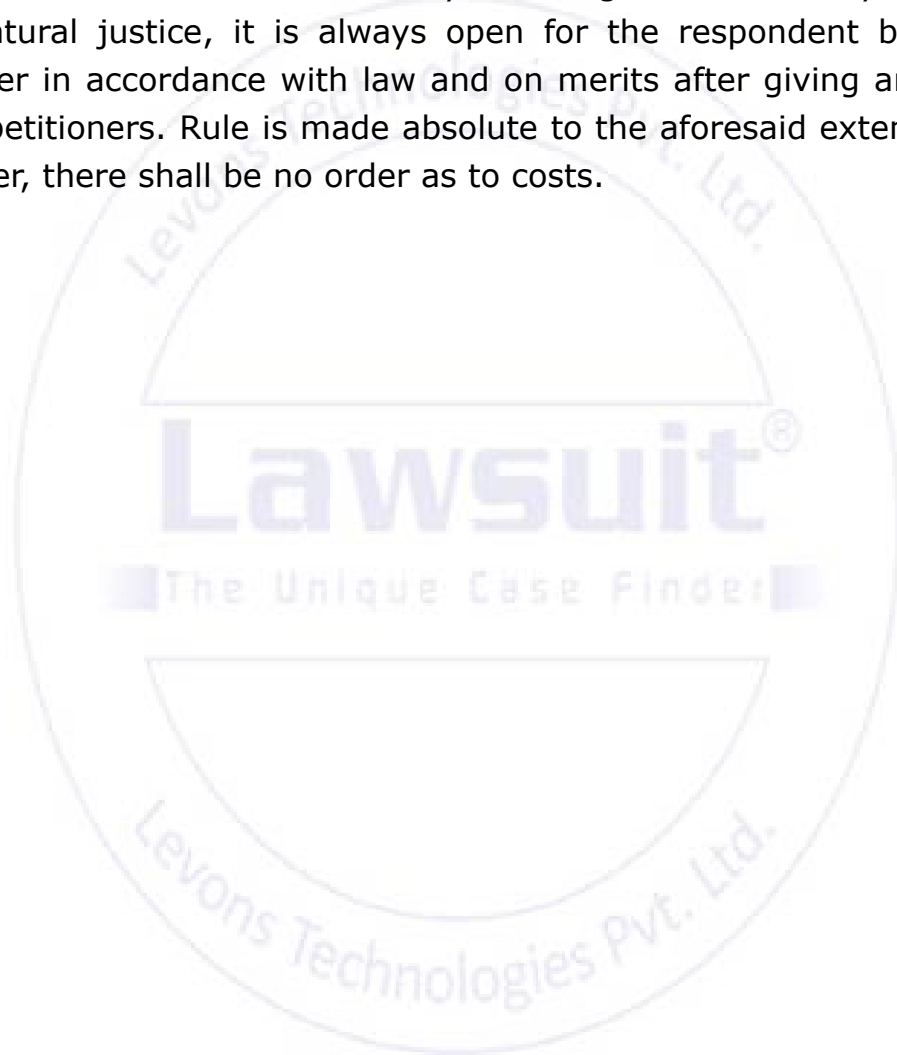 atural justice, it is always open for the respondent b
er in accordance with law and on merits after giving a
petitioners. Rule is made absolute to the aforesaid exter
er, there shall be no order as to costs.
Levons Technologies Pvt. Ltd.
Lawsuit®
The Unique Case Finder
Levons Technologies Pvt. Ltd.